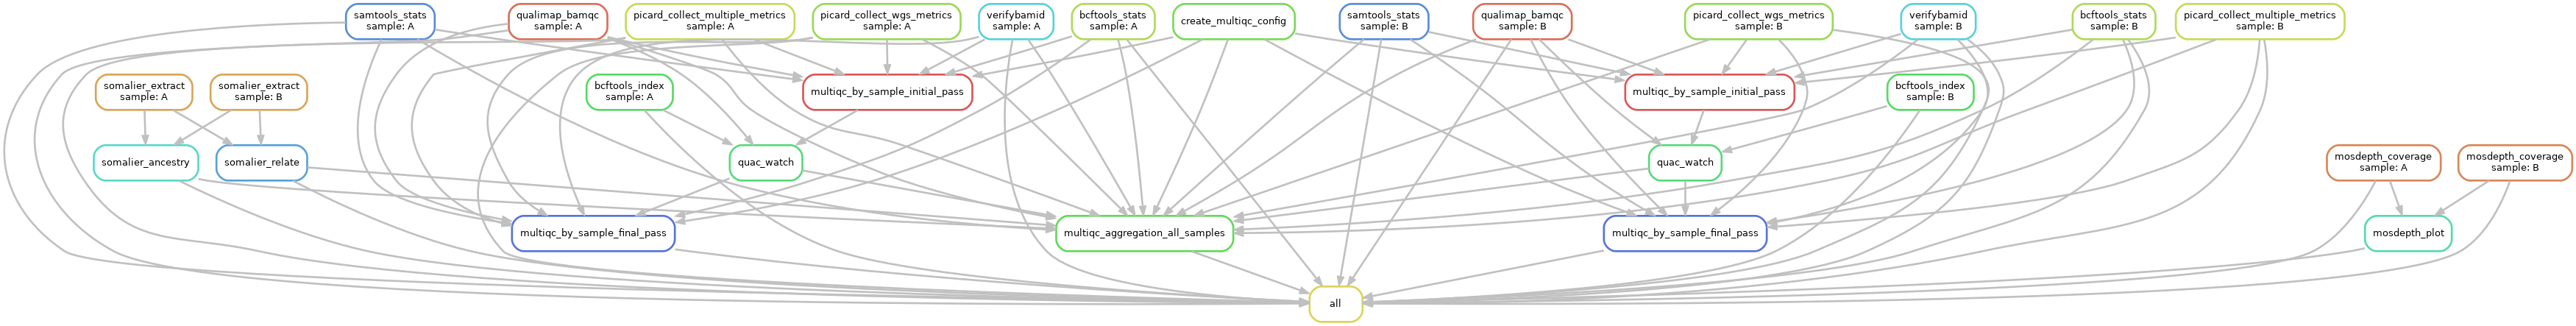 samtools_stats
sample: A
qualimap_bamqc
sample: A
picard_collect_multiple_metrics
sample: A
picard_collect_wgs_metrics
sample: A
verifybamid
sample: A
bcftools_stats
sample: A
create_multiqc_config
samtools_stats
sample: B
qualimap_bamqc
sample: B
picard_collect_wgs_metrics
sample: B
verifybamid
sample: B
bcftools_stats
sample: B
picard_collect_multiple_metrics
sample: B
somalier_extract
sample: A
somalier_extract
sample: B
bcftools_index
sample: A
multiqc_by_sample_initial_pass
multiqc_by_sample_initial_pass
bcftools_index
sample: B
somalier_ancestry
somalier_relate
quac_watch
quac_watch
mosdepth_coverage
sample: A
mosdepth_coverage
sample: B
multiqc_by_sample_final_pass
multiqc_aggregation_all_samples
multiqc_by_sample_final_pass
mosdepth_plot
all